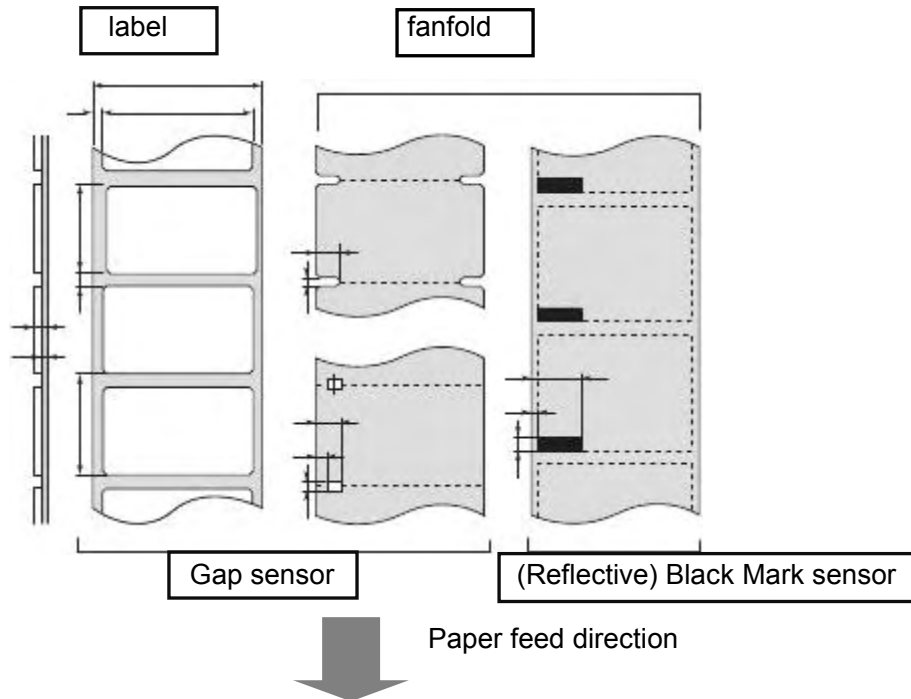 label
fanfold
Gap sensor
(Reflective) Black Mark sensor
Paper feed direction